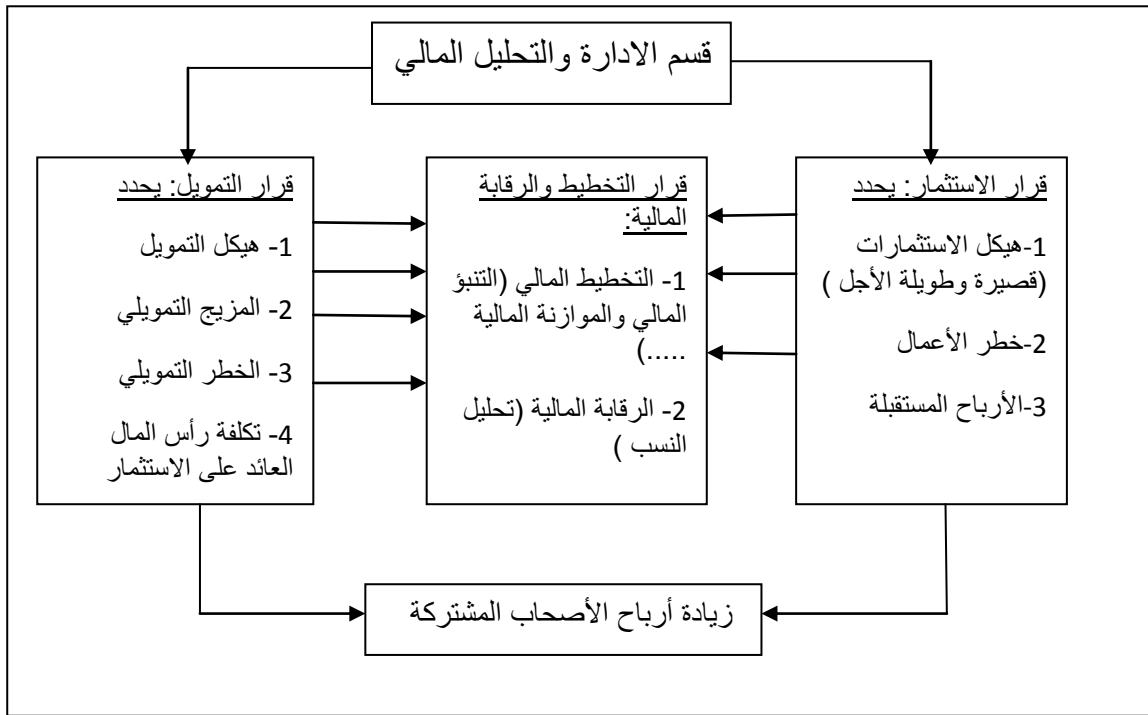 قسم الادارة والتحليل المالي
قرار الاستثمار: يحدد
1-هيكل الاستثمارات
(قصيرة وطويلة الأجل )
2-خطر الأعمال
3-الأرباح المستقبلة
قرار التخطيط والرقابة
المالية:
1- التخطيط المالي (التنبؤ
المالي والموازنة المالية
.....)
2- الرقابة المالية (تحليل
النسب )
قرار التمويل: يحدد
1- هيكل التمويل
2- المزيج التمويلي
3- الخطر التمويلي
4- تكلفة رأس المال
العائد على الاستثمار
زيادة أرباح الأصحاب المشتركة